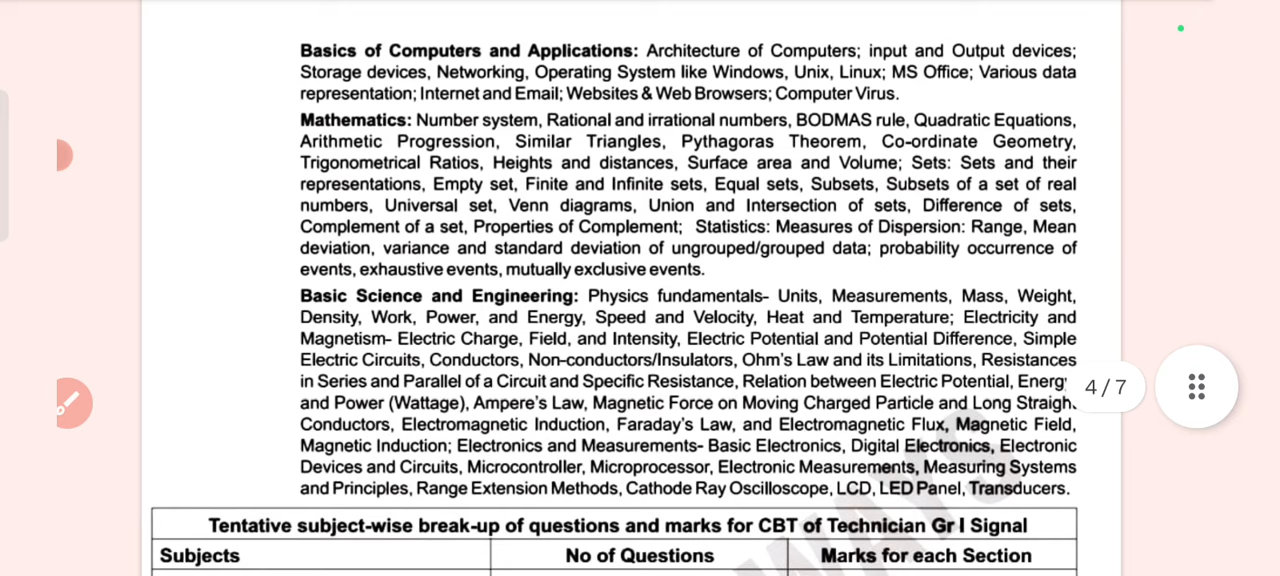 Basics of Computers and Applications: Architecture of Computers; input and Output devices;
Storage devices, Networking, Operating System like Windows, Unix, Linux; MS Office; Various data
representation; Internet and Email; Websites & Web Browsers; Computer Virus.
Mathematics: Number system, Rational and irrational numbers, BODMAS rule, Quadratic Equations,
Arithmetic Progression, Similar Triangles, Pythagoras Theorem, Co-ordinate Geometry,
Trigonometrical Ratios, Heights and distances, Surface area and Volume; Sets: Sets and their
representations, Empty set, Finite and Infinite sets, Equal sets, Subsets, Subsets of a set of real
numbers, Universal set, Venn diagrams, Union and Intersection of sets, Difference of sets,
Complement of a set, Properties of Complement; Statistics: Measures of Dispersion: Range, Mean
deviation, variance and standard deviation of ungrouped/grouped data; probability occurrence of
events, exhaustive events, mutually exclusive events.
Basic Science and Engineering: Physics fundamentals- Units, Measurements, Mass, Weight,
Density, Work, Power, and Energy, Speed and Velocity, Heat and Temperature; Electricity and
Magnetism- Electric Charge, Field, and Intensity, Electric Potential and Potential Difference, Simple
Electric Circuits, Conductors, Non-conductors/Insulators, Ohm's Law and its Limitations, Resistances
in Series and Parallel of a Circuit and Specific Resistance, Relation between Electric Potential, Energy
4 / 7
and Power (Wattage), Ampere's Law, Magnetic Force on Moving Charged Particle and Long Straigh
Conductors, Electromagnetic Induction, Faraday's Law, and Electromagnetic Flux, Magnetic Field,
Magnetic Induction; Electronics and Measurements- Basic Electronics, Digital Electronics, Electronic
Devices and Circuits, Microcontroller, Microprocessor, Electronic Measurements, Measuring Systems
and Principles, Range Extension Methods, Cathode Ray Oscilloscope, LCD, LED Panel, Transducers.
Tentative subject-wise break-up of questions and marks for CBT of Technician Gr I Signal
Subjects No of Questions Marks for each Section
WAYS